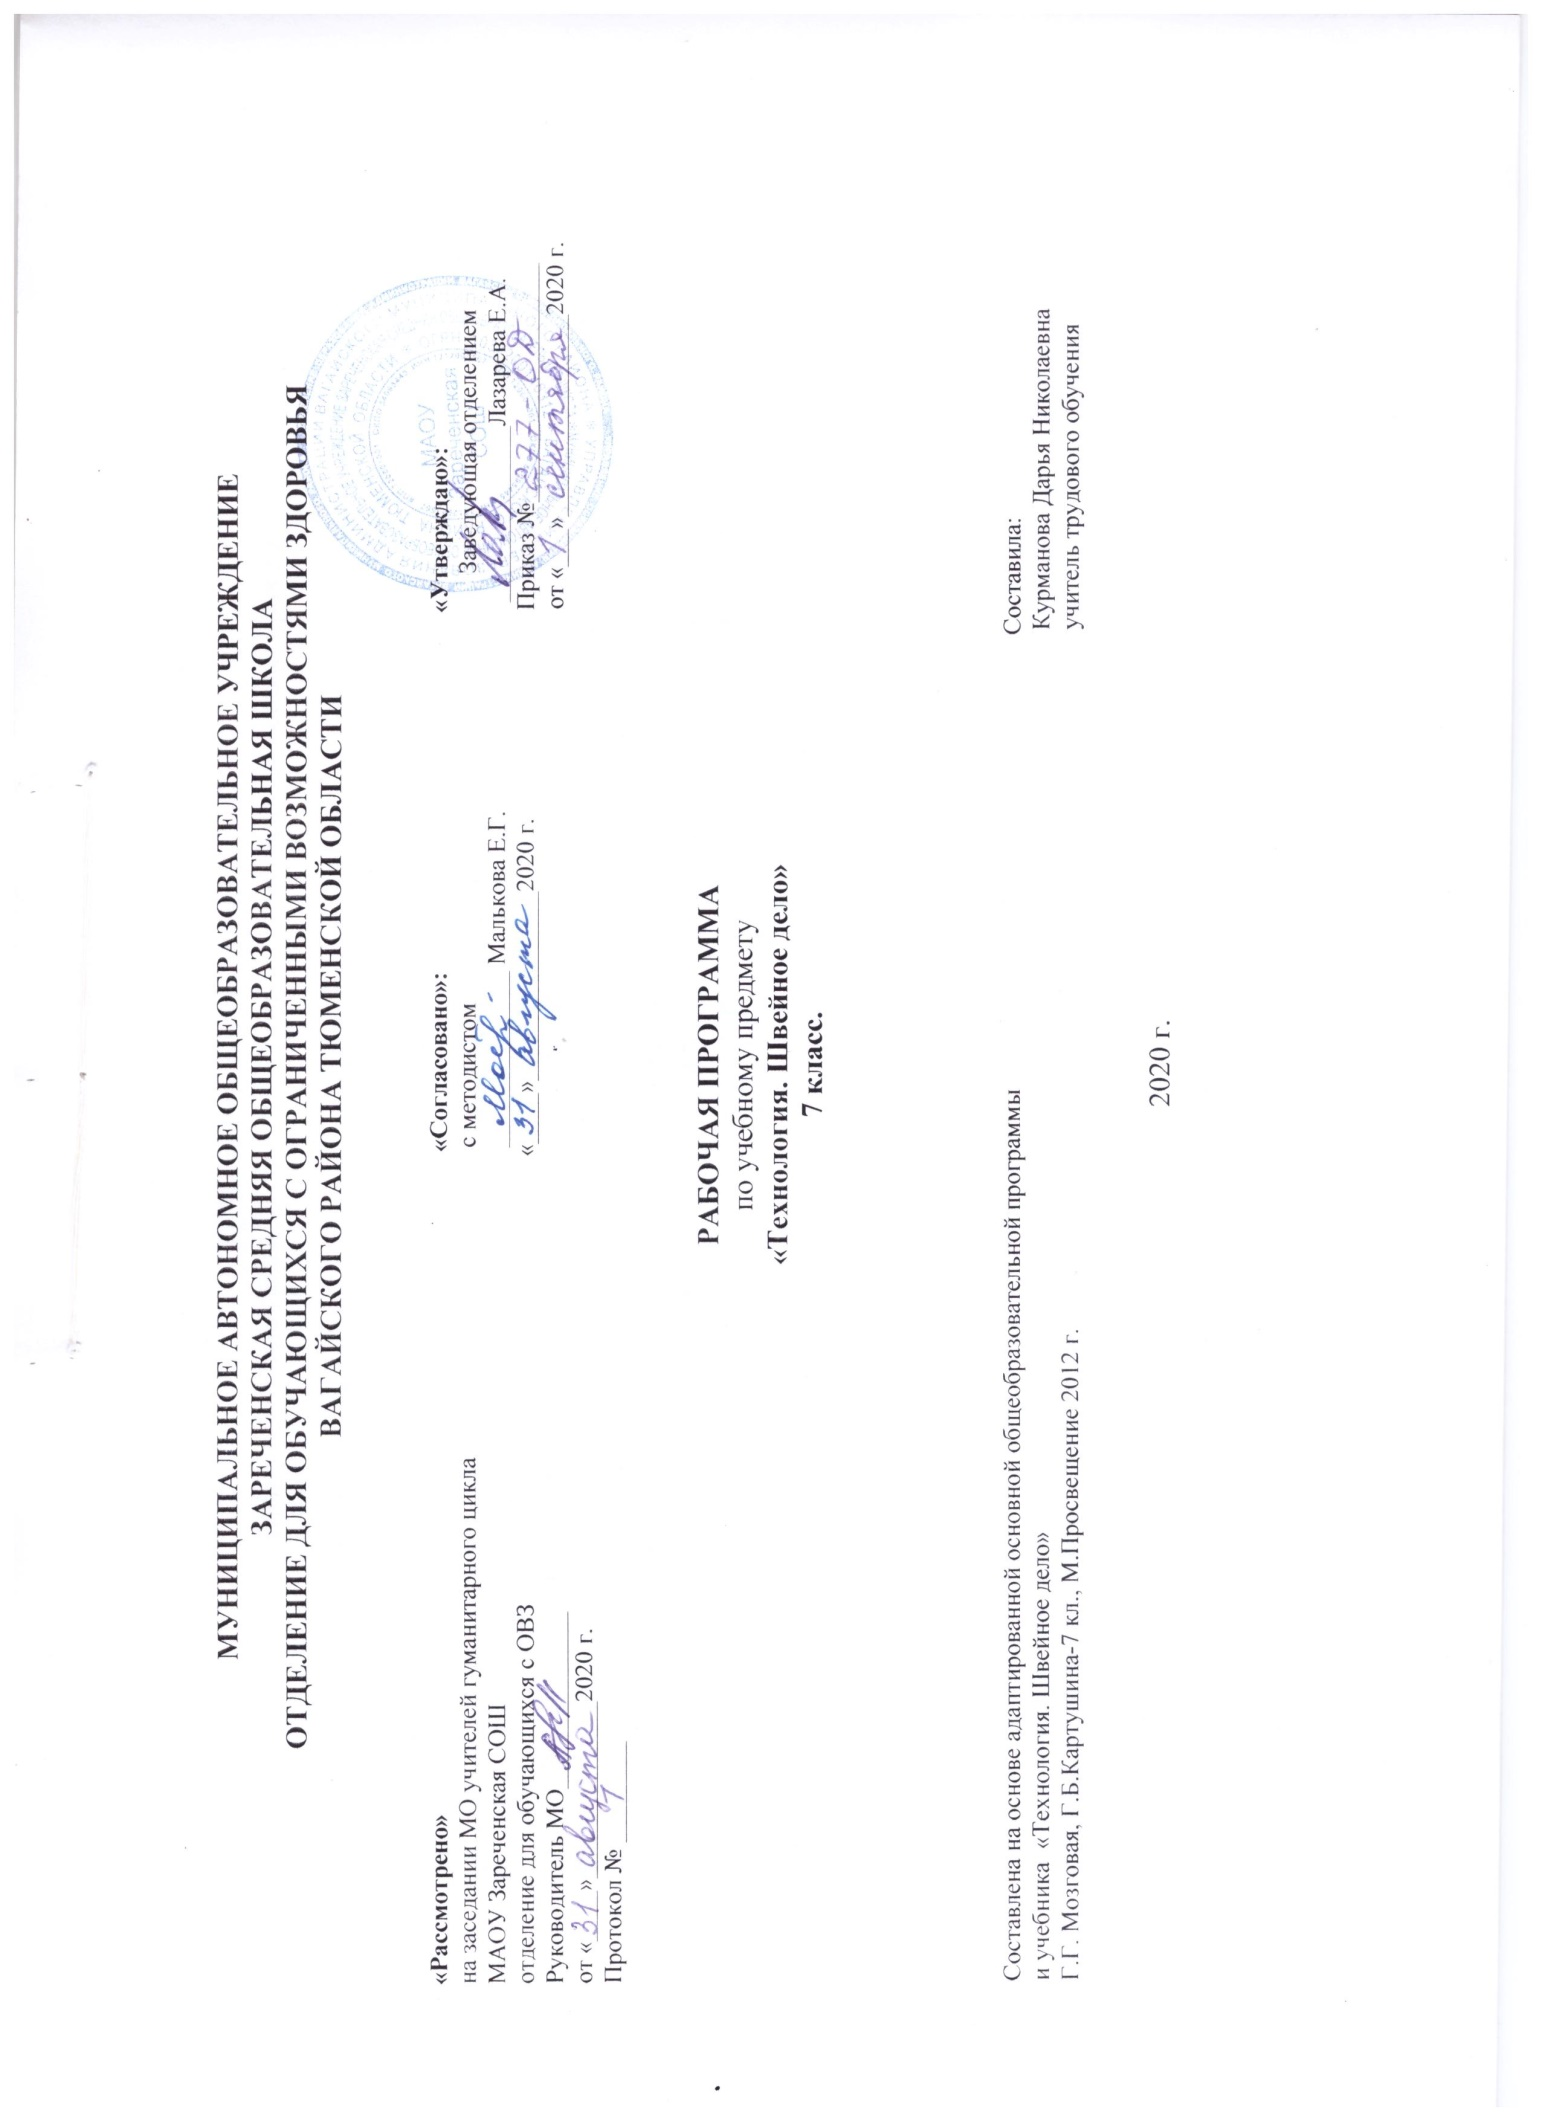 МУНИЦИПАЛЬНОЕ АВТОНОМНОЕ ОБЩЕОБРАЗОВАТЕЛЬНОЕ УЧРЕЖДЕНИЕ
ЗАРЕЧЕНСКАЯ СРЕДНЯЯ ОБЩЕОБРАЗОВАТЕЛЬНАЯ ШКОЛА
ОТДЕЛЕНИЕ ДЛЯ ОБУЧАЮЩИХСЯ С ОГРАНИЧЕННЫМИ ВОЗМОЖНОСТЯМИ ЗДОРОВЬЯ
ВАГАЙСКОГО РАЙОНА ТЮМЕНСКОЙ ОБЛАСТИ
«Рассмотрено»
на заседании МО учителей гуманитарного цикла
МАОУ Зареченская СОШ
отделение для обучающихся с ОВЗ
Руководитель МО
от «31» августа 2020 г.
Протокол №
«Согласовано»:
с методистом
Малькова Е.Г.
«31» августа 2020 г.
«Утверждаю»:
Заведующая отделением
Лазарева Е.А.
Приказ № 277-ОД
от «1» сентября 2020 г.
МАОУ
Зареченская
СОШ
РАБОЧАЯ ПРОГРАММА
по учебному предмету
«Технология. Швейное дело»
7 класс.
Составлена на основе адаптированной основной общеобразовательной программы
и учебника «Технология. Швейное дело»
Г.Г. Мозговая, Г.Б.Картушина-7 кл., М.Просвещение 2012 г.
Составила:
Курманова Дарья Николаевна
учитель трудового обучения
2020 г.